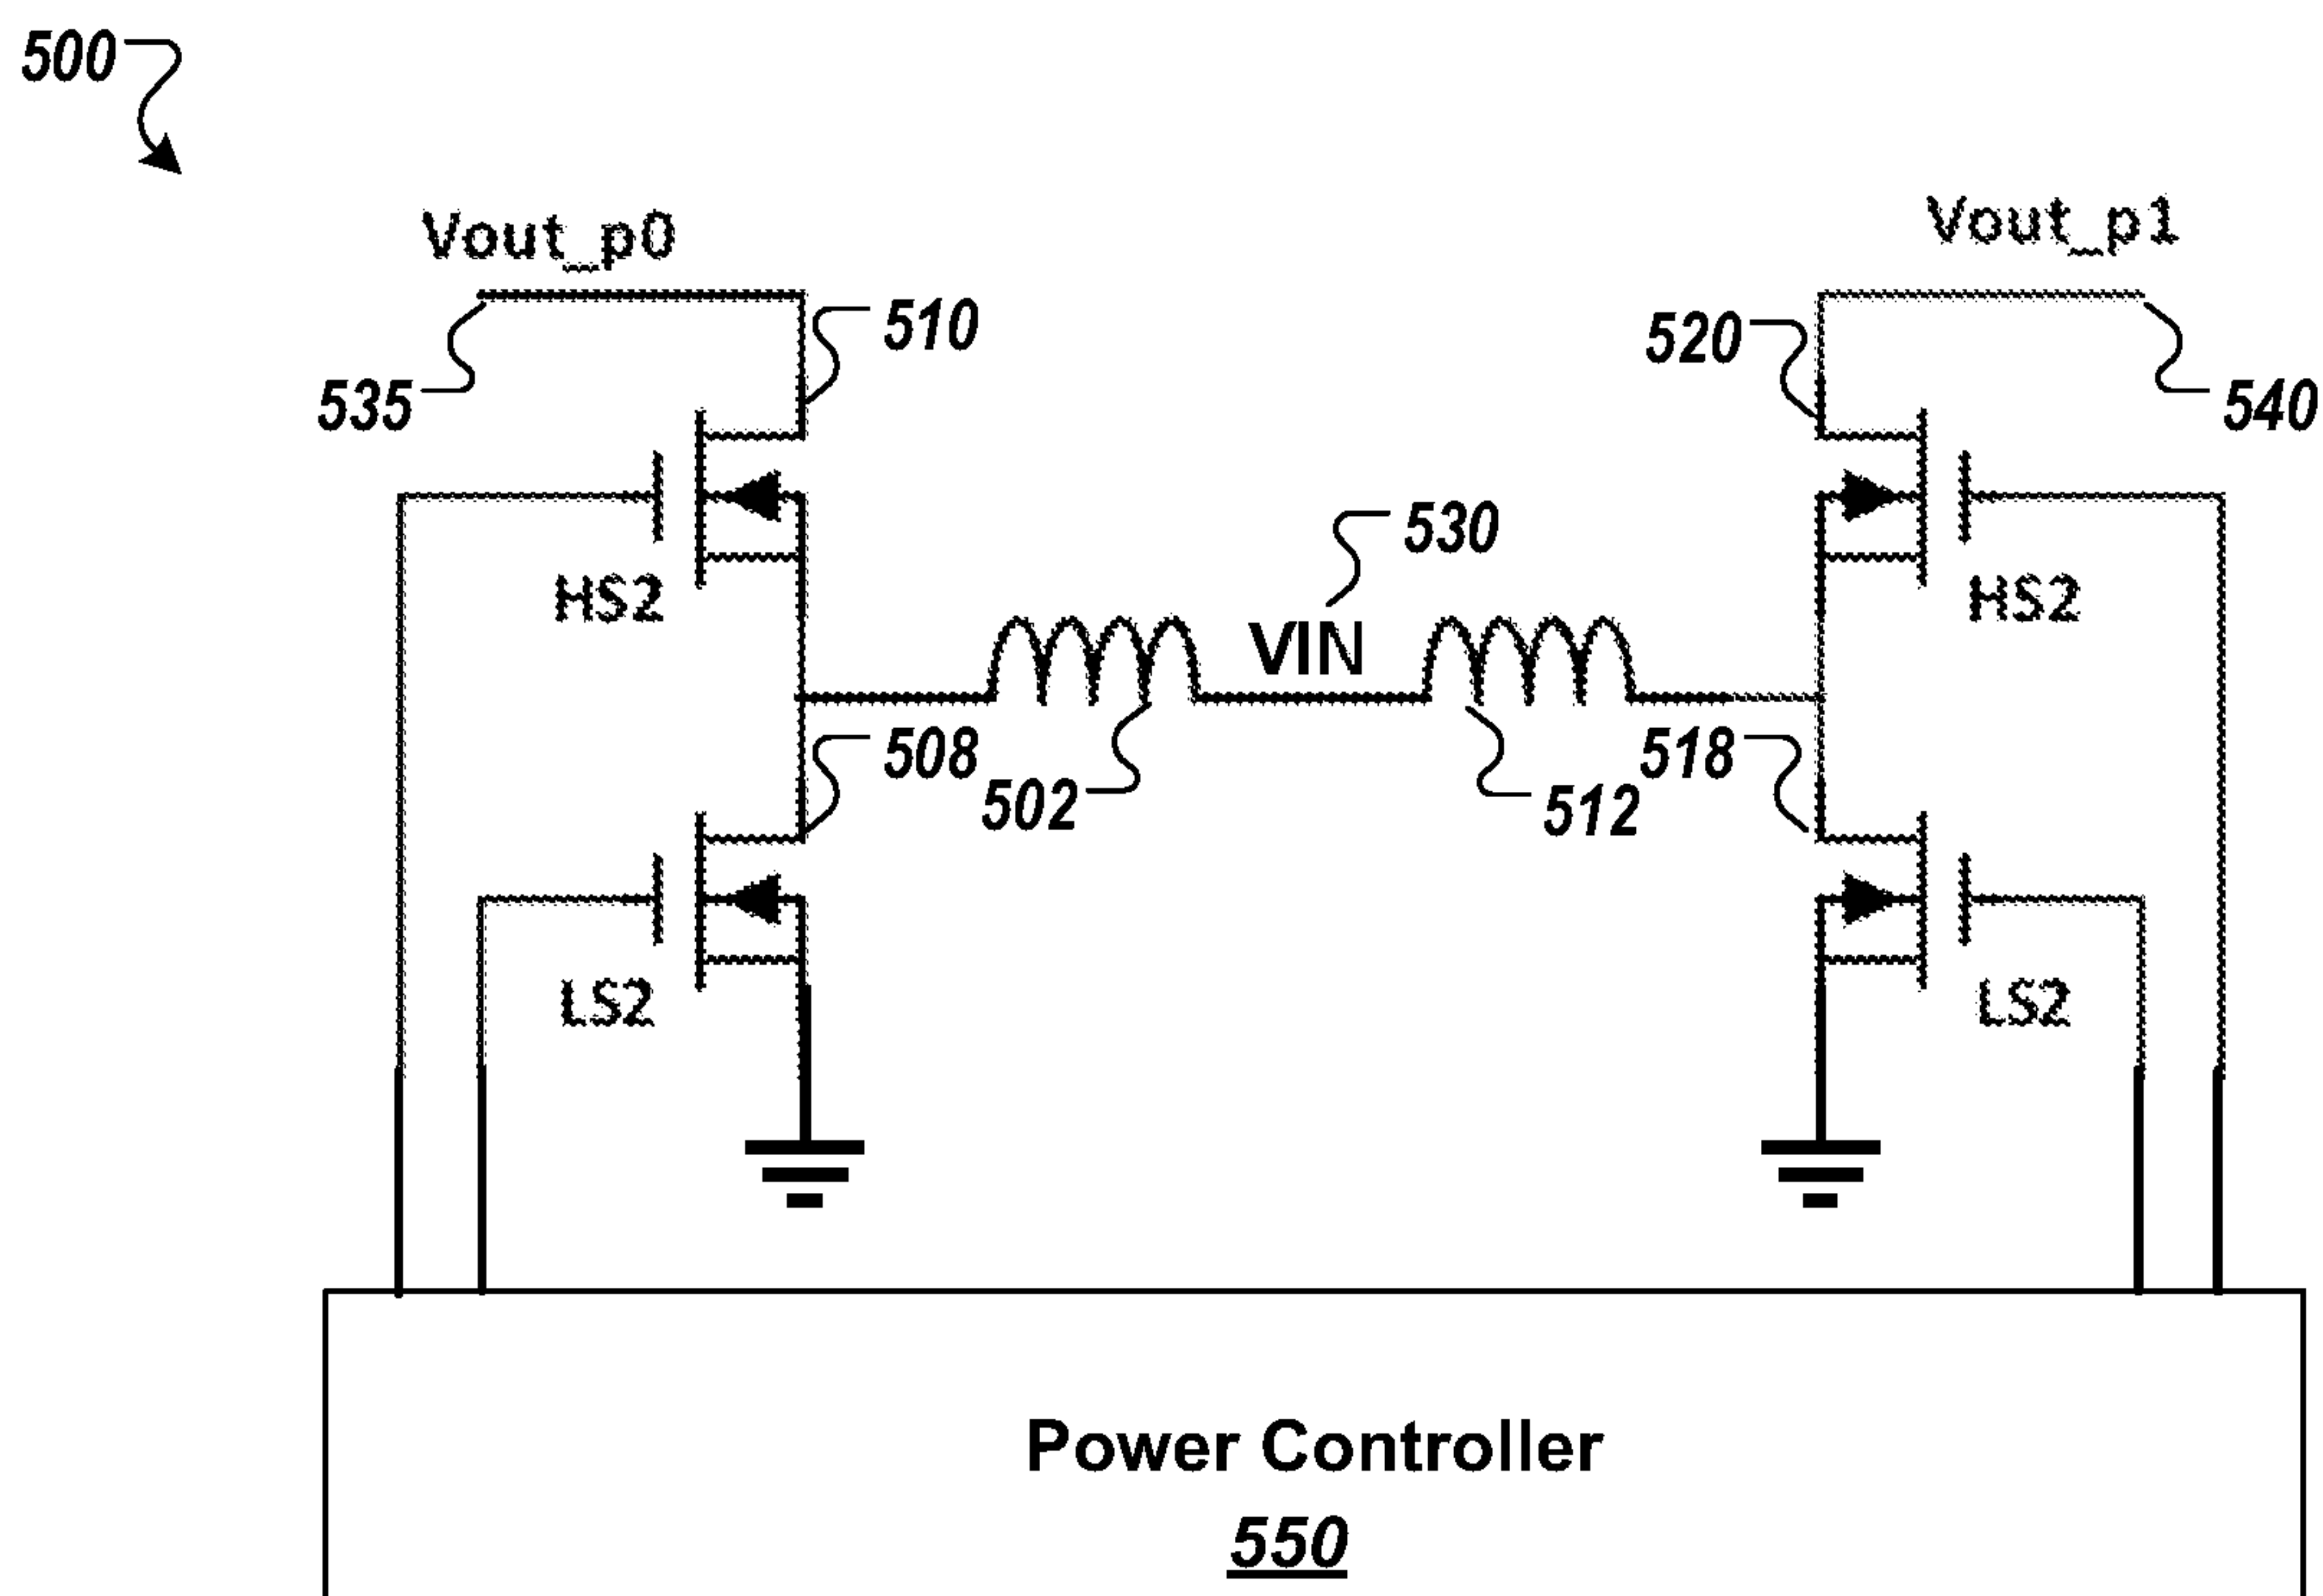 500
Vout_p0
Vout_p1
510
520
535
540
530
HS2
HS2
VIN
508
518
502
512
LS2
LS2
Power Controller
550